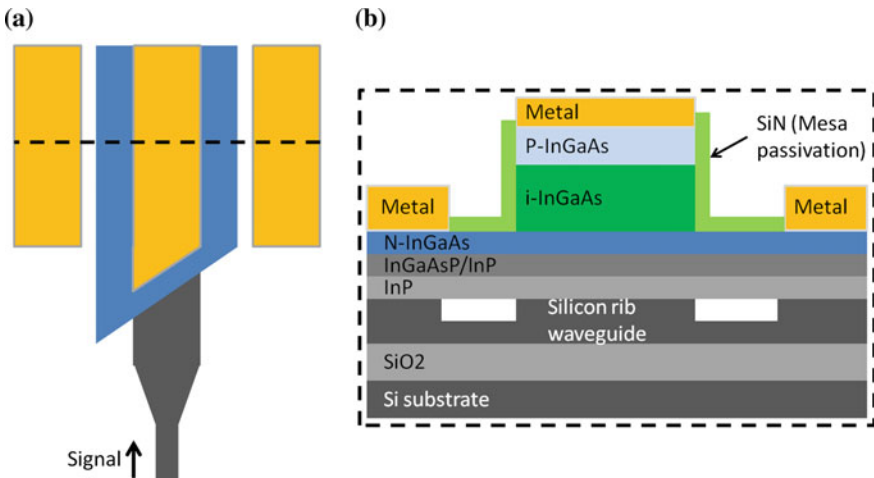 (a)
Signal
(b)
Metal
SiN (Mesa
passivation)
P-InGaAs
i-InGaAs
Metal
Metal
N-InGaAs
InGaAsP/InP
InP
Silicon rib
waveguide
SiO2
Si substrate